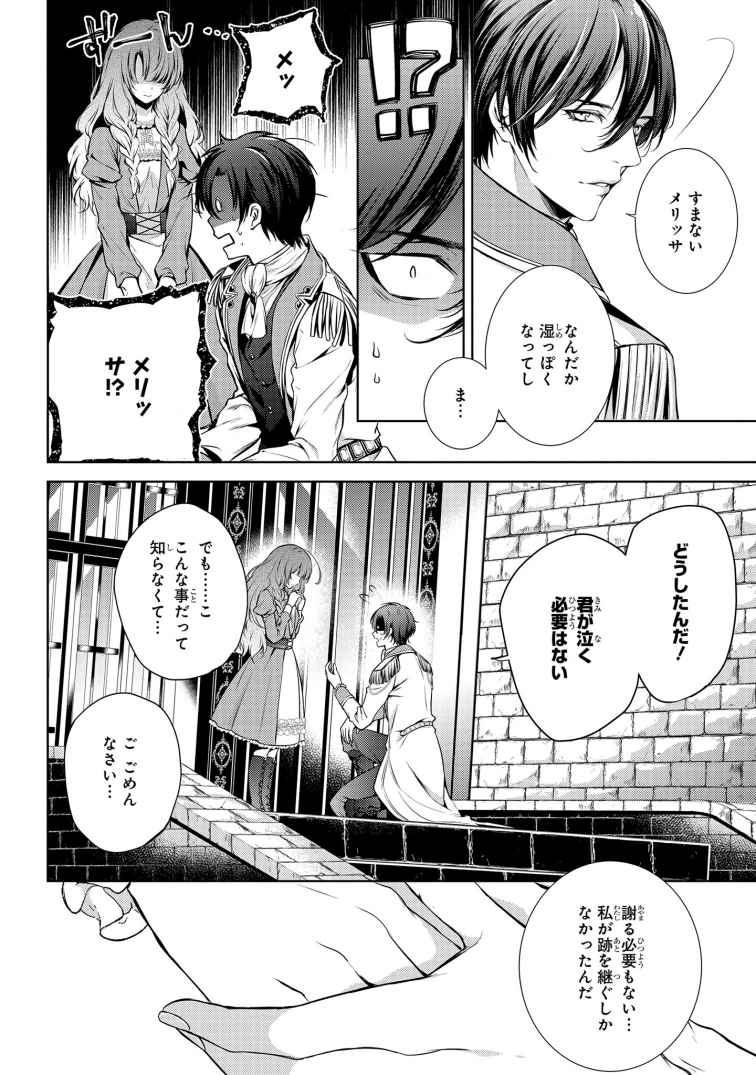 すまない
メリッサ
なんだか
湿っぽく
なってし
ま…
!?
メッ
ずーん…
メリッ
サ!?
どうしたんだ!
君が泣く
必要はない
でも……こ
こんな事だって
知らなくて…
ご ごめん
なさい…
謝る必要もない…
私が跡を継ぐしか
なかったんだ